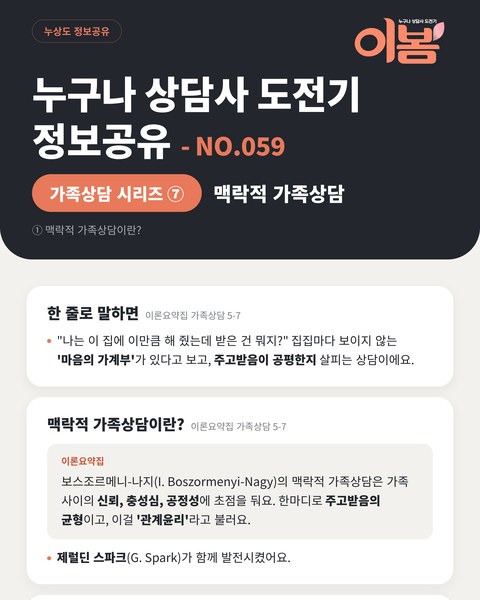 누상도 정보공유
누구나 상담사 도전기
이봄
누구나 상담사 도전기
정보공유 - NO.059
가족상담 시리즈 ⑦ 맥락적 가족상담
① 맥락적 가족상담이란?
한 줄로 말하면 이론요약집 가족상담 5-7
• "나는 이 집에 이만큼 해 줬는데 받은 건 뭐지?" 집집마다 보이지 않는
'마음의 가계부'가 있다고 보고, 주고받음이 공평한지 살피는 상담이에요.
맥락적 가족상담이란? 이론요약집 가족상담 5-7
이론요약집
보스조르메니-나지(I. Boszormenyi-Nagy)의 맥락적 가족상담은 가족
사이의 신뢰, 충성심, 공정성에 초점을 둬요. 한마디로 주고받음의
균형이고, 이걸 '관계윤리'라고 불러요.
• 제럴딘 스파크(G. Spark)가 함께 발전시켰어요.